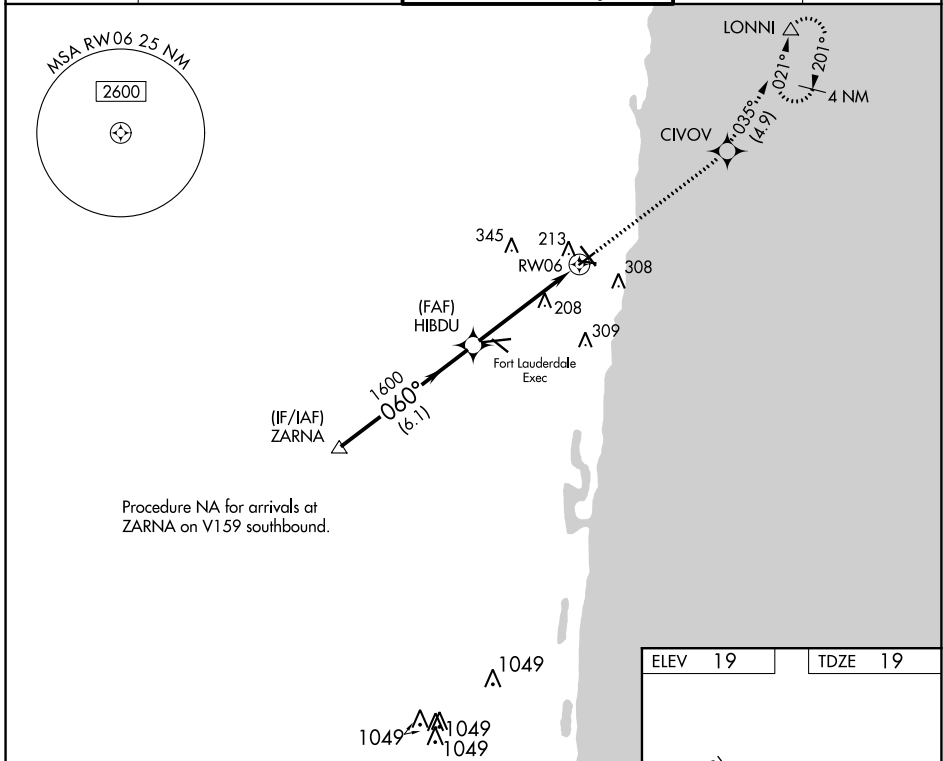 MSA RW06 25 NM
2600
LONNI
021°
201°
4 NM
035°
(4.9)
CIVOV
345
213
RW06
308
208
309
(FAF)
HIBDU
Fort Lauderdale
Exec
1600
060°
(6.1)
(IF/IAF)
ZARNA
Procedure NA for arrivals at
ZARNA on V159 southbound.
1049
1049
1049
1049
ELEV 19
TDZE 19